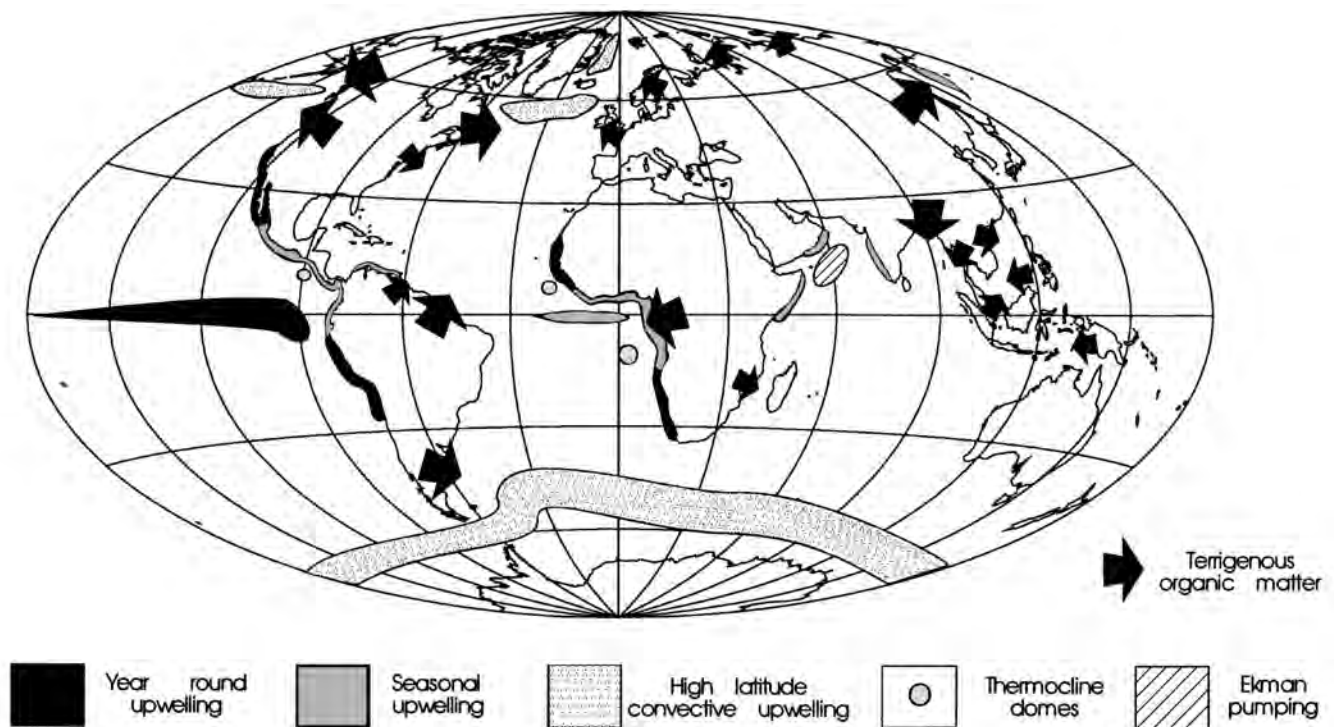 Terrigenous
organic matter
Year round
upwelling
Seasonal
upwelling
High latitude
convective upwelling
Thermocline
domes
Ekman
pumping